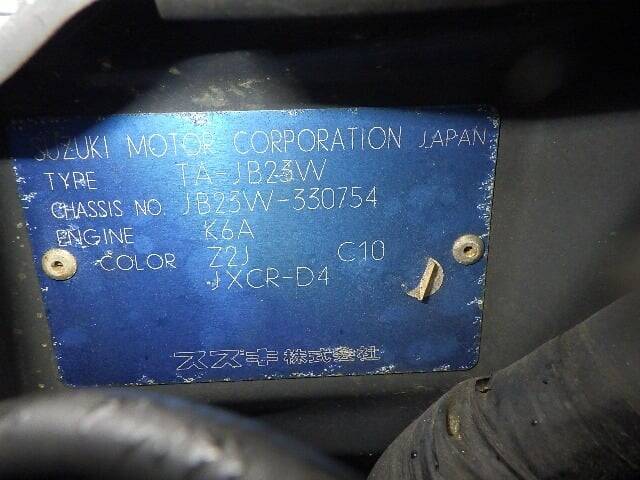 SUZUKI MOTOR CORPORATION JAPAN
TYPE TA-JB23W
CHASSIS NO. JB23W-330754
ENGINE K6A
COLOR Z2J C10
JXCR-D4
スズキ株式会社